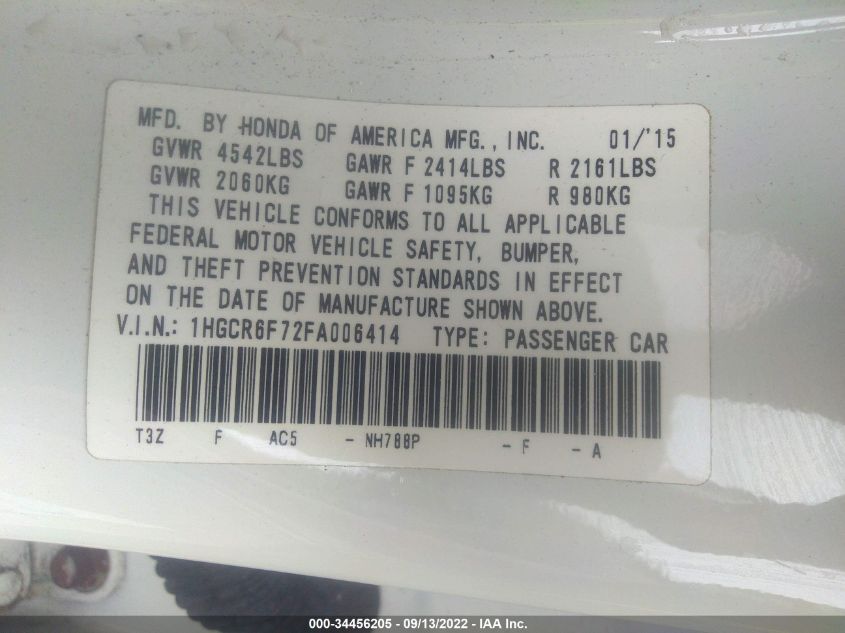 MFD. BY HONDA OF AMERICA MFG., INC. 01/'15
GVWR 4542LBS GAWR F 2414LBS R 2161LBS
GVWR 2060KG GAWR F 1095KG R 980KG
THIS VEHICLE CONFORMS TO ALL APPLICABLE
FEDERAL MOTOR VEHICLE SAFETY, BUMPER,
AND THEFT PREVENTION STANDARDS IN EFFECT
ON THE DATE OF MANUFACTURE SHOWN ABOVE.
V.I.N.: 1HGCR6F72FA006414 TYPE: PASSENGER CAR
T3Z F AC5 - NH788P - F - A
000-34456205 - 09/13/2022 - IAA Inc.